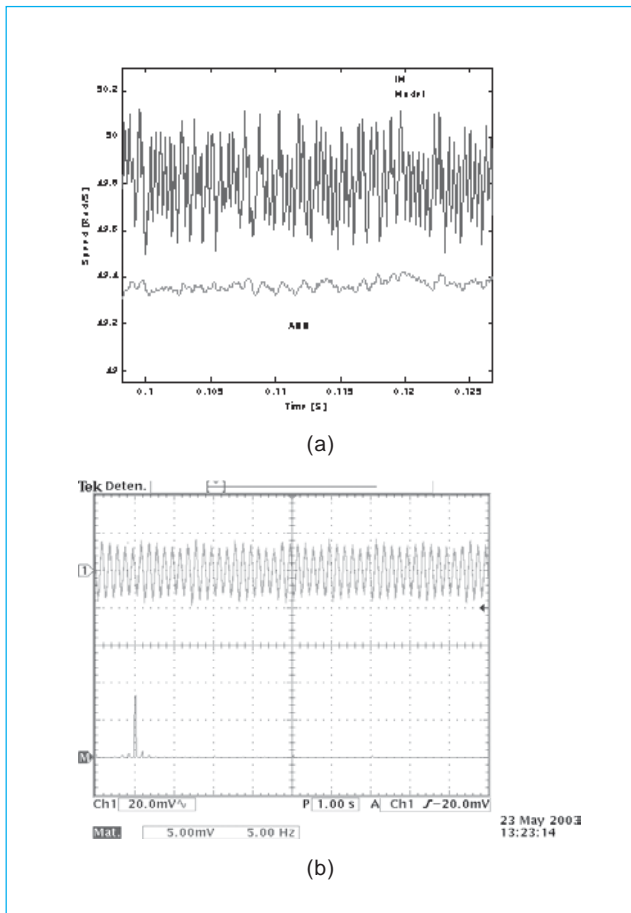 IM
Model
50.2
50
49.8
49.6
49.4
49.2
49
Speed [Rad/S]
0.1 0.105 0.11 0.115 0.12 0.125
Time [S]
(a)
Tek Deten.
1
M
Ch1 20.0mV P 1.00 s A Ch1 -20.0mV
Mat. 5.00mV 5.00 Hz
23 May 2003
13:23:14
(b)